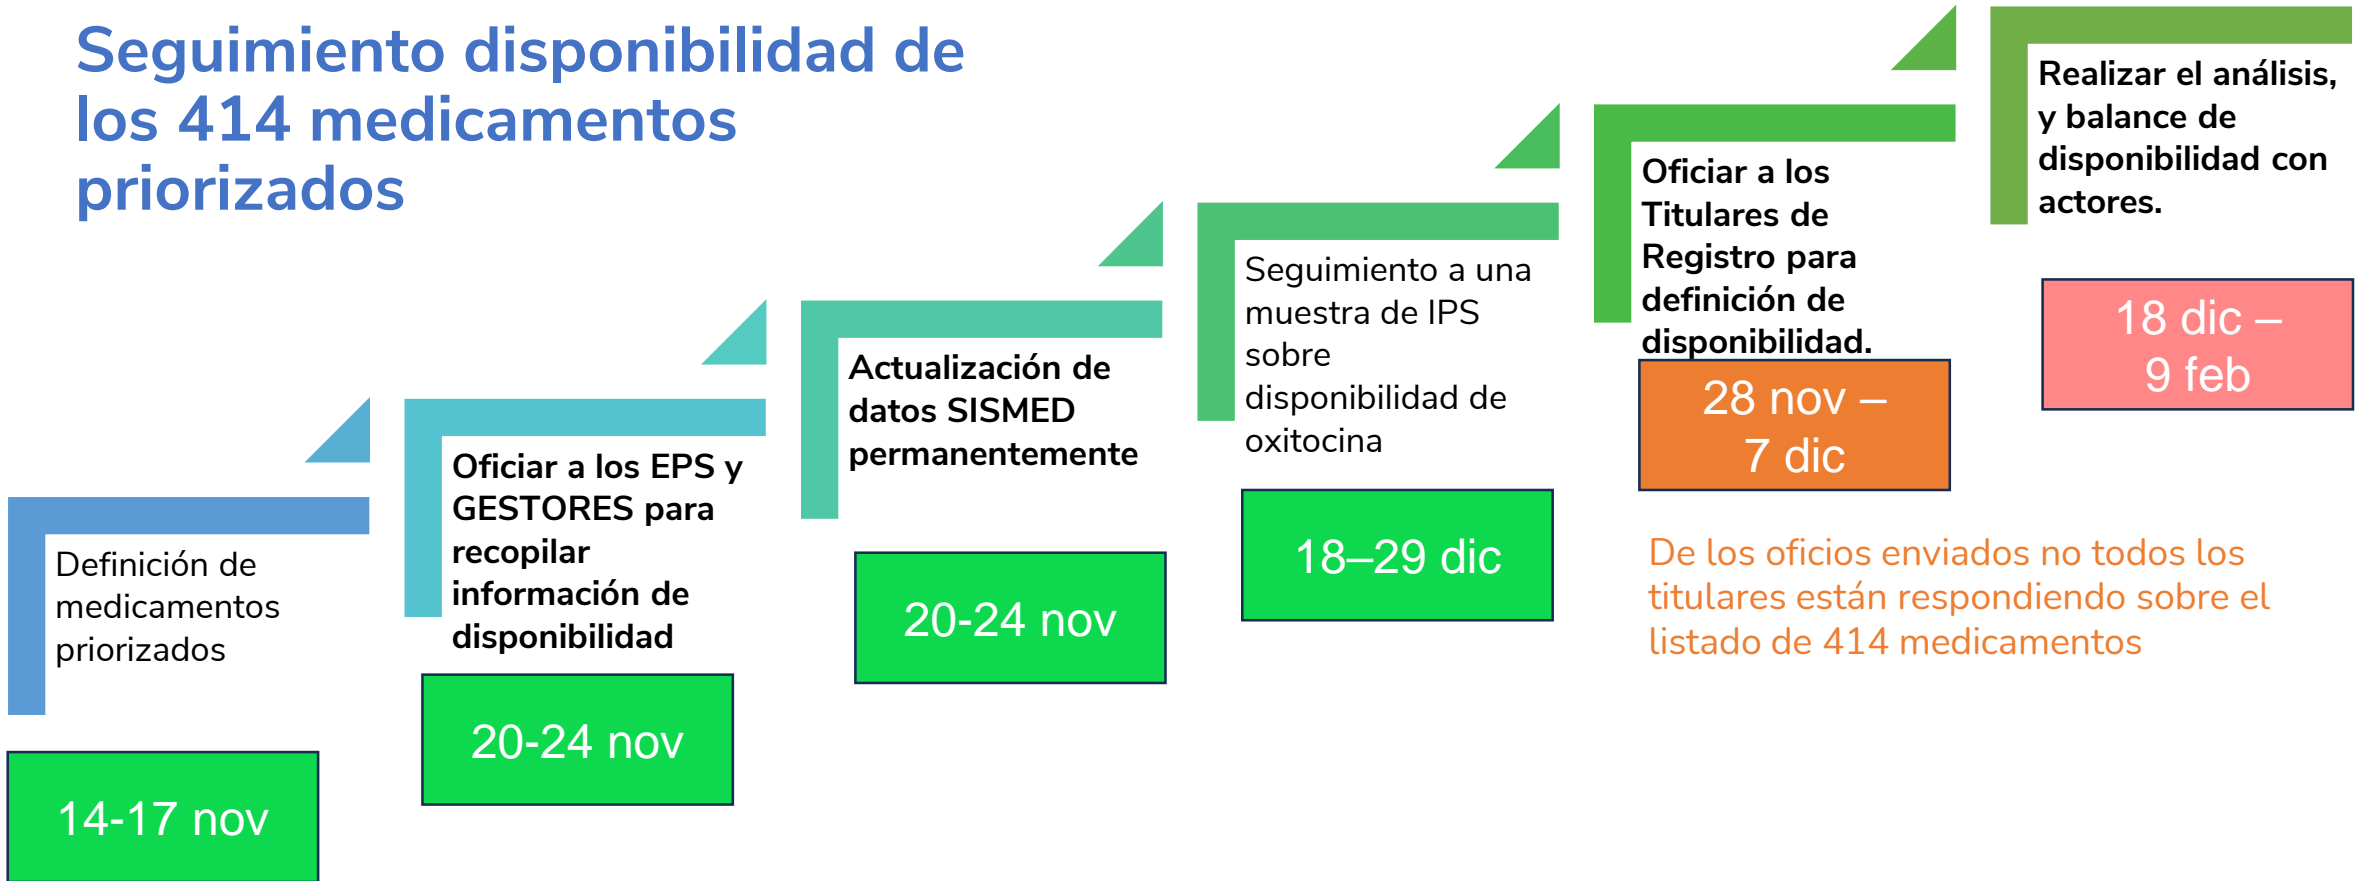 Seguimiento disponibilidad de
los 414 medicamentos
priorizados
Definición de
medicamentos
priorizados
14-17 nov
Oficiar a los EPS y
GESTORES para
recopilar
información de
disponibilidad
20-24 nov
Actualización de
datos SISMED
permanentemente
20-24 nov
Seguimiento a una
muestra de IPS
sobre
disponibilidad de
oxitocina
18–29 dic
Oficiar a los
Titulares de
Registro para
definición de
disponibilidad.
28 nov –
7 dic
De los oficios enviados no todos los
titulares están respondiendo sobre el
listado de 414 medicamentos
Realizar el análisis,
y balance de
disponibilidad con
actores.
18 dic –
9 feb